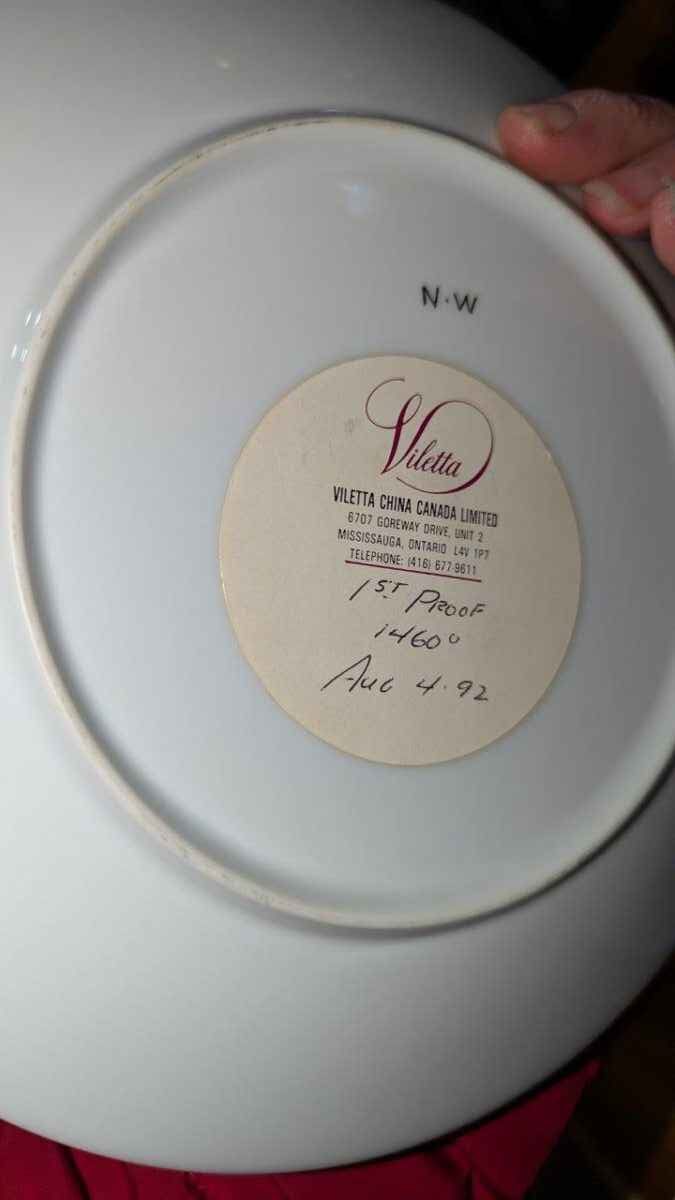 N·W
Viletta
VILETTA CHINA CANADA LIMITED
6707 GOREWAY DRIVE, UNIT 2
MISSISSAUGA, ONTARIO L4V 1P7
TELEPHONE: (416) 677-9611
1ST PROOF
1460°
AUG 4·92